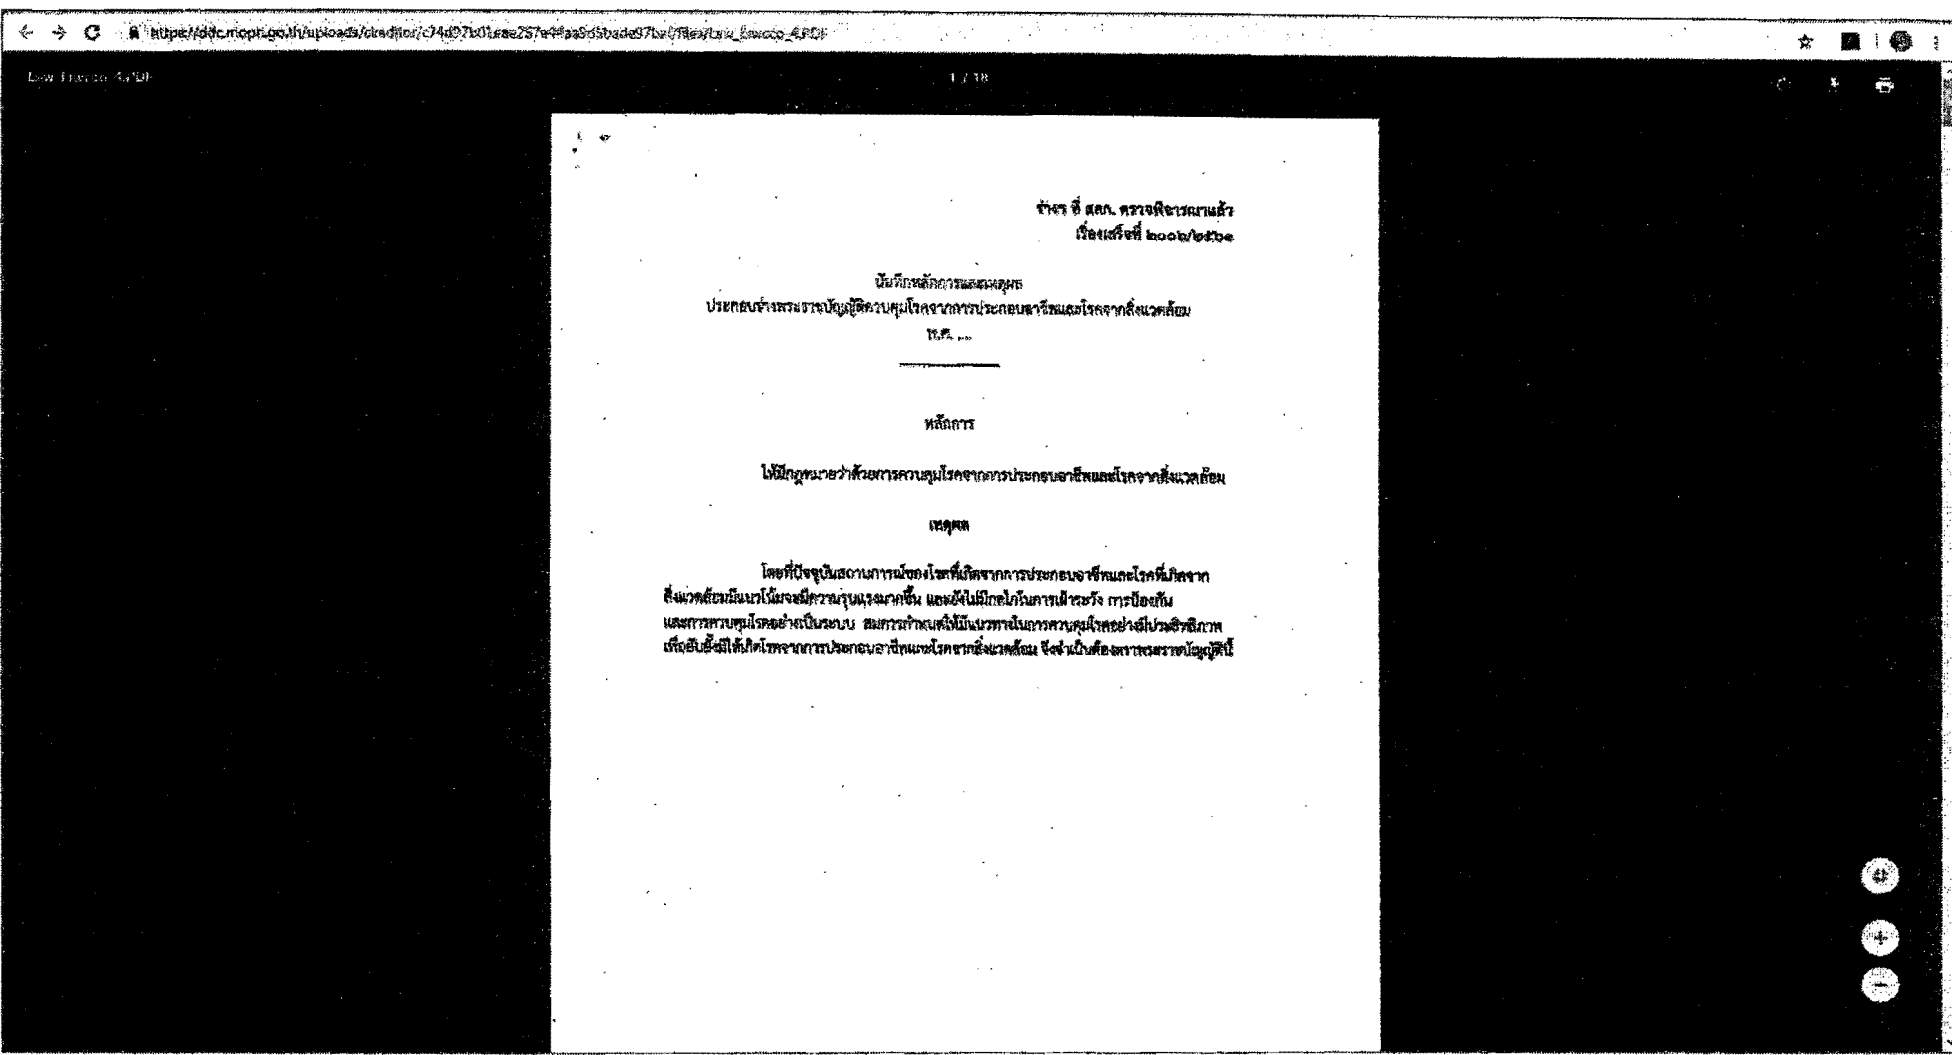 Law_Envocc_4.PDF
1 / 18
ร่างฯ ที่ สคก. ตรวจพิจารณาแล้ว
เรื่องเสร็จที่ ๒๐๐๖/๒๕๖๑
บันทึกหลักการและเหตุผล
ประกอบร่างพระราชบัญญัติควบคุมโรคจากการประกอบอาชีพและโรคจากสิ่งแวดล้อม
พ.ศ. ....
หลักการ
ให้มีกฎหมายว่าด้วยการควบคุมโรคจากการประกอบอาชีพและโรคจากสิ่งแวดล้อม
เหตุผล
โดยที่ปัจจุบันสถานการณ์ของโรคที่เกิดจากการประกอบอาชีพและโรคที่เกิดจาก
สิ่งแวดล้อมมีแนวโน้มจะมีความรุนแรงมากขึ้น และยังไม่มีกลไกในการเฝ้าระวัง การป้องกัน
และการควบคุมโรคอย่างเป็นระบบ สมควรกำหนดให้มีแนวทางในการควบคุมโรคอย่างมีประสิทธิภาพ
เพื่อยับยั้งมิให้เกิดโรคจากการประกอบอาชีพและโรคจากสิ่งแวดล้อม จึงจำเป็นต้องตราพระราชบัญญัตินี้